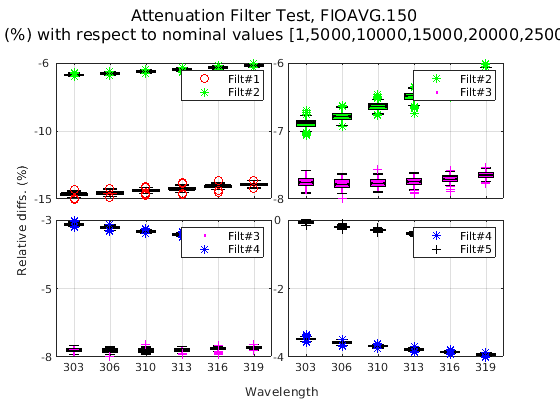 Attenuation Filter Test, FIOAVG.150
(%) with respect to nominal values [1,5000,10000,15000,20000,2500
Relative diffs. (%)
-6
-10
-15
Filt#1
Filt#2
-6
-7
-8
Filt#2
Filt#3
-3
-5
-8
Filt#3
Filt#4
303 306 310 313 316 319
0
-2
-4
Filt#4
Filt#5
303 306 310 313 316 319
Wavelength